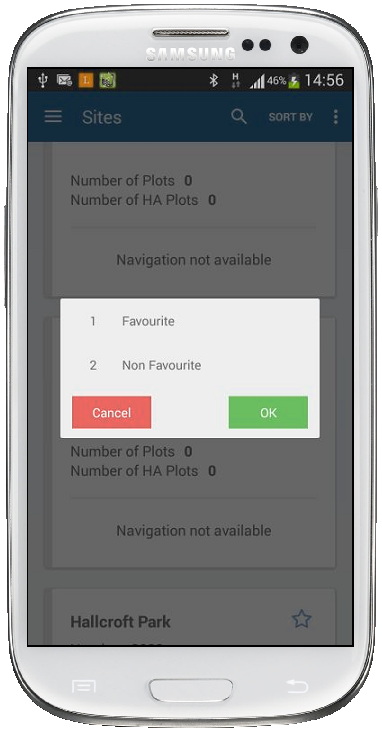 SAMSUNG
L
H
46%
14:56
Sites
SORT BY
Number of Plots 0
Number of HA Plots 0
Navigation not available
1 Favourite
2 Non Favourite
Cancel
OK
Number of Plots 0
Number of HA Plots 0
Navigation not available
Hallcroft Park